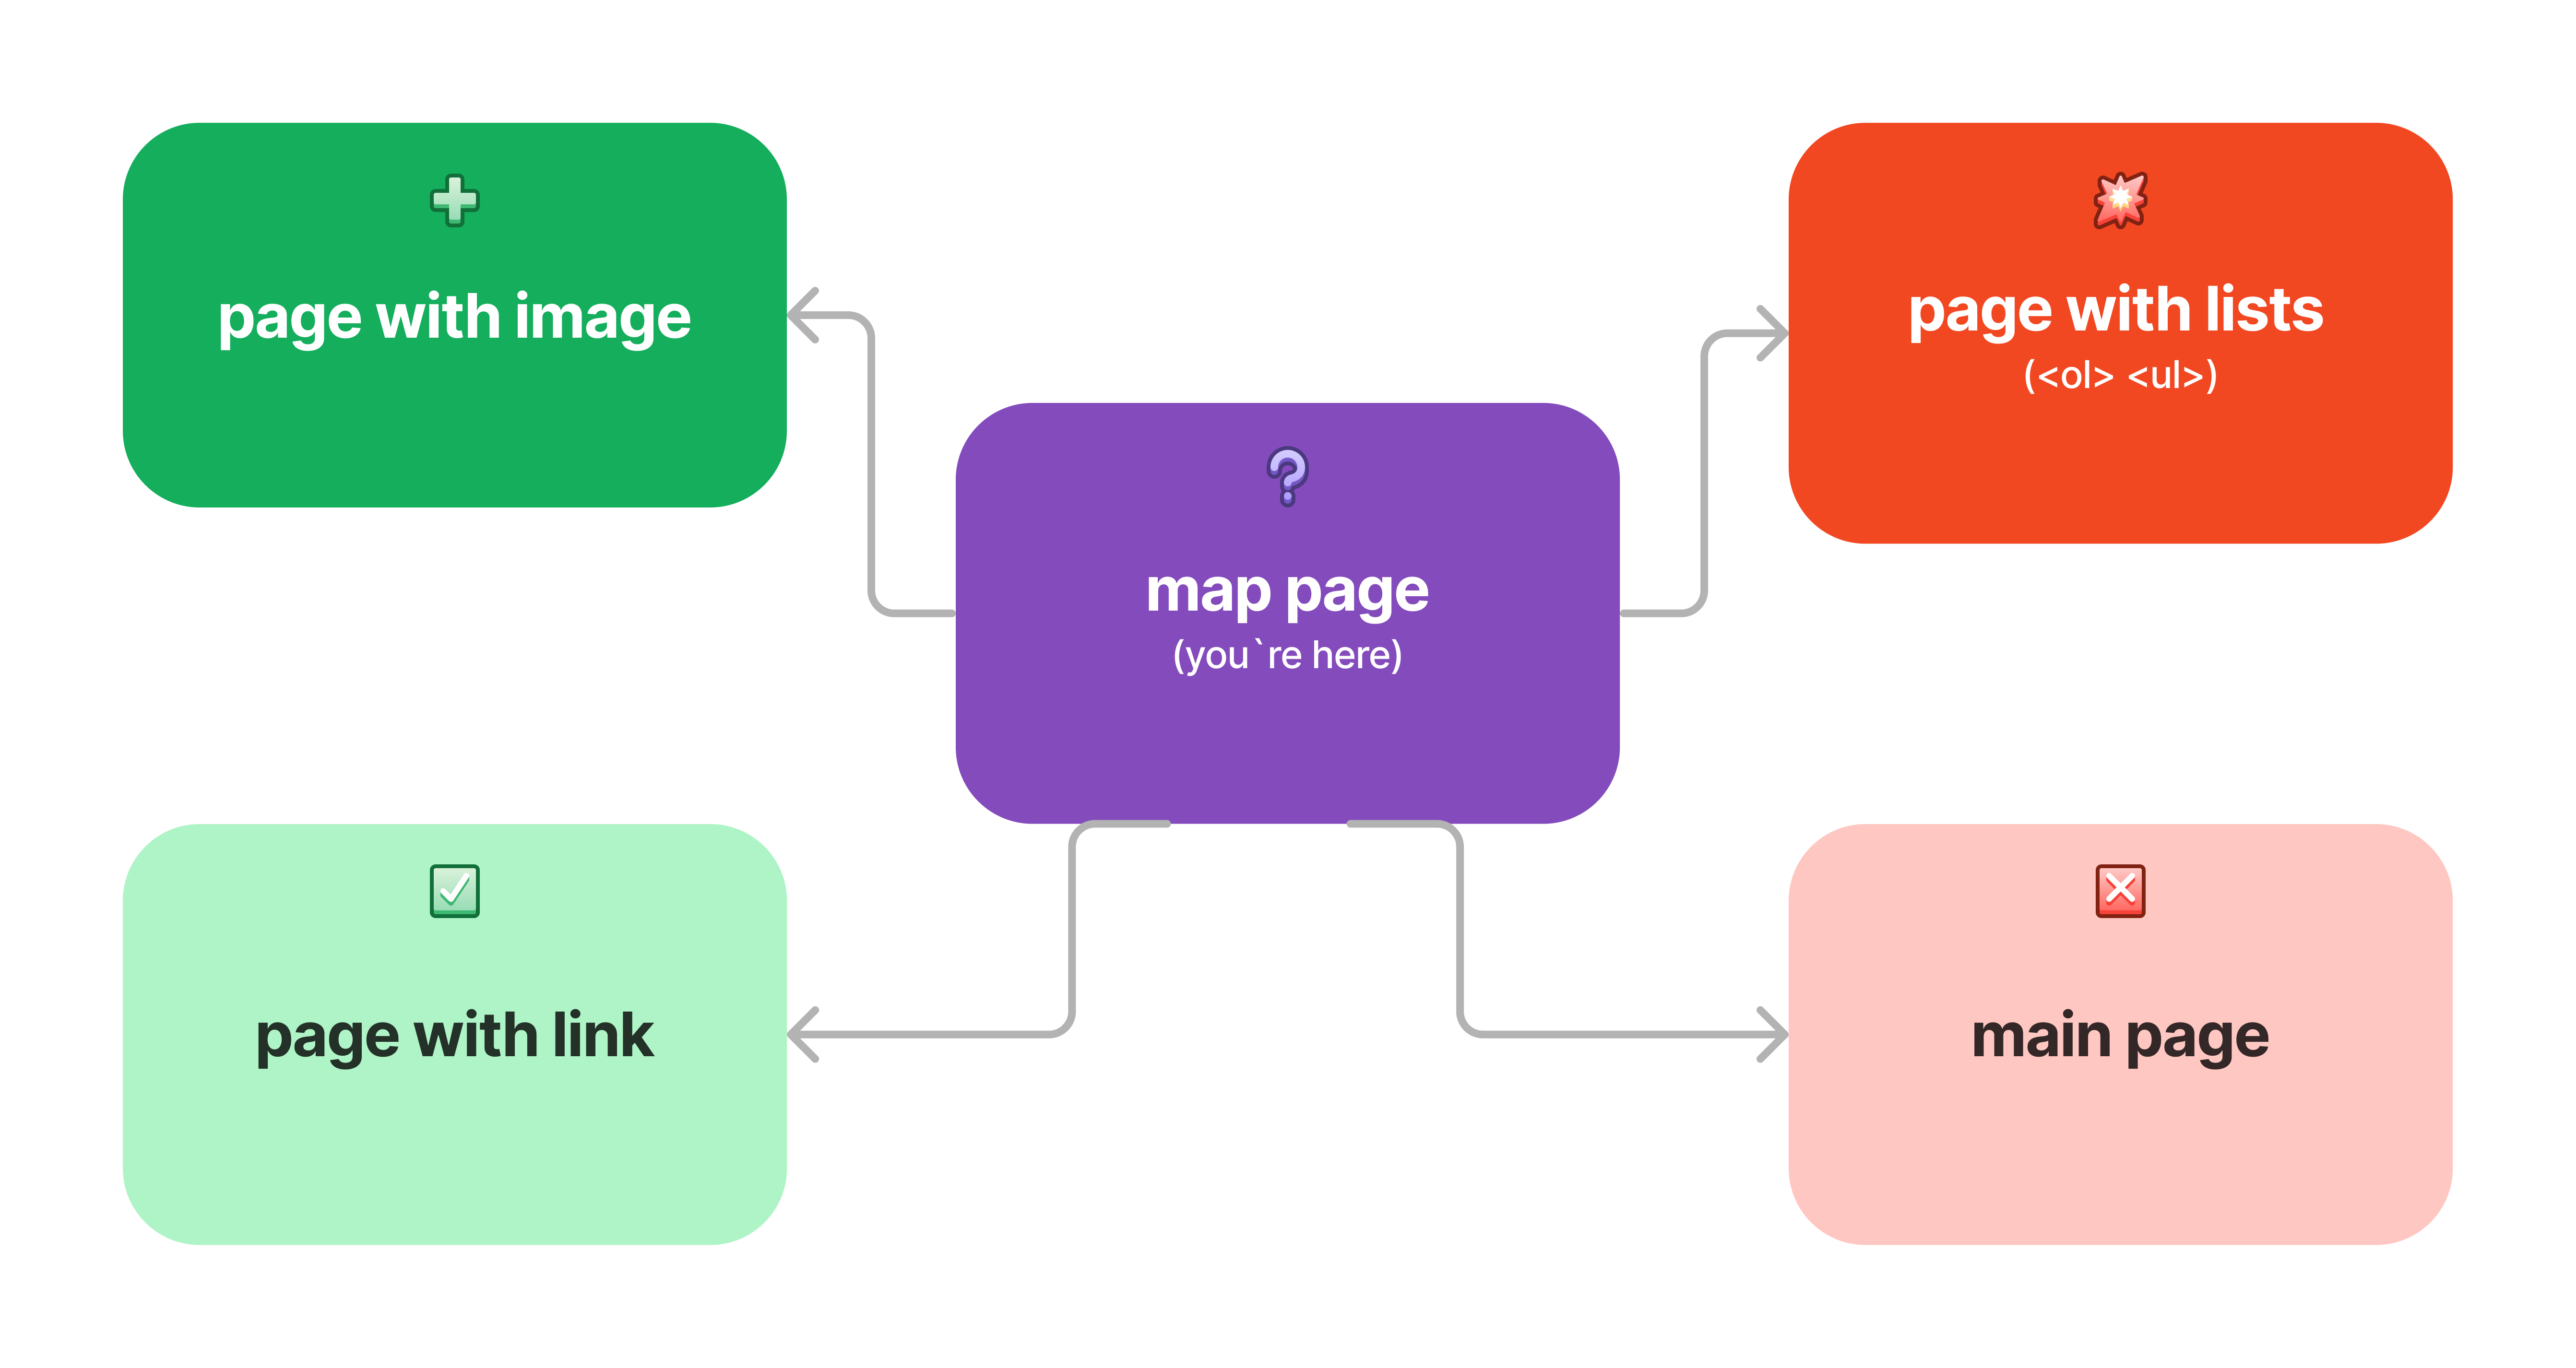 page with image
page with lists
(<ol> <ul>)
map page
(you`re here)
page with link
main page